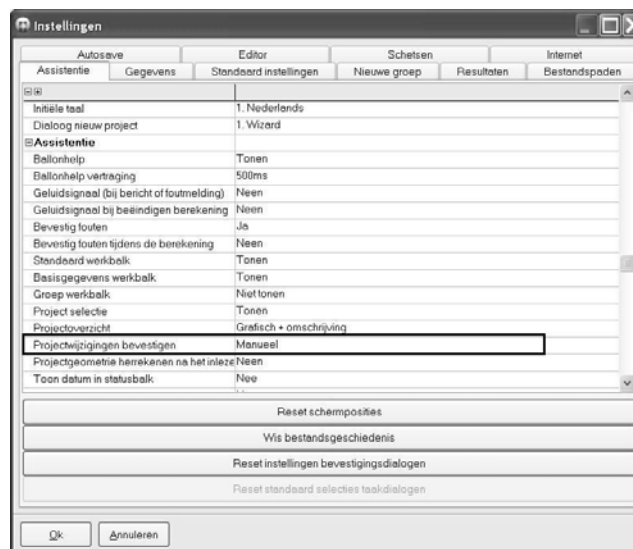 Instellingen
Autosave Editor Schetsen Internet
Assistentie Gegevens Standaard instellingen Nieuwe groep Resultaten Bestandspaden
Initiële taal 1. Nederlands
Dialoog nieuw project 1. Wizard
Assistentie
Ballonhelp Tonen
Ballonhelp vertraging 500ms
Geluidsignaal (bij bericht of foutmelding) Neen
Geluidsignaal bij beëindigen berekening Neen
Bevestig fouten Ja
Bevestig fouten tijdens de berekening Neen
Standaard werkbalk Tonen
Basisgegevens werkbalk Tonen
Groep werkbalk Niet tonen
Project selectie Tonen
Projectoverzicht Grafisch + omschrijving
Projectwijzigingen bevestigen Manueel
Projectgeometrie herrekenen na het inleze Neen
Toon datum in statusbalk Nee
Reset schermposities
Wis bestandsgeschiedenis
Reset instellingen bevestigingsdialogen
Reset standaard selecties taakdialogen
Ok Annuleren